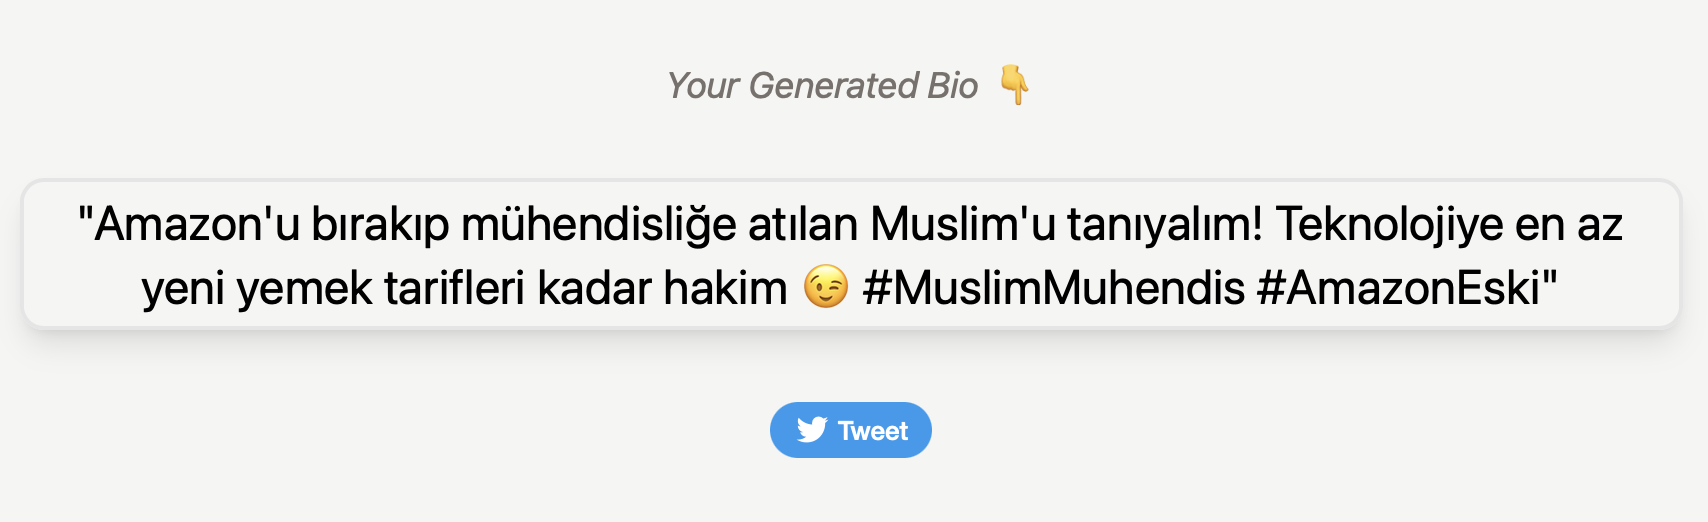 Your Generated Bio 👇
"Amazon'u bırakıp mühendisliğe atılan Muslim'u tanıyalım! Teknolojiye en az
yeni yemek tarifleri kadar hakim 😉 #MuslimMuhendis #AmazonEski"
Tweet